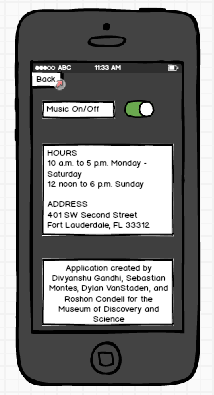 ABC 11:33 AM
Back
Music On/Off
HOURS
10 a.m. to 5 p.m. Monday -
Saturday
12 noon to 6 p.m. Sunday
ADDRESS
401 SW Second Street
Fort Lauderdale, FL 33312
Application created by
Divyanshu Gandhi, Sebastian
Montes, Dylan VanStaden, and
Roshon Condell for the
Museum of Discovery and
Science